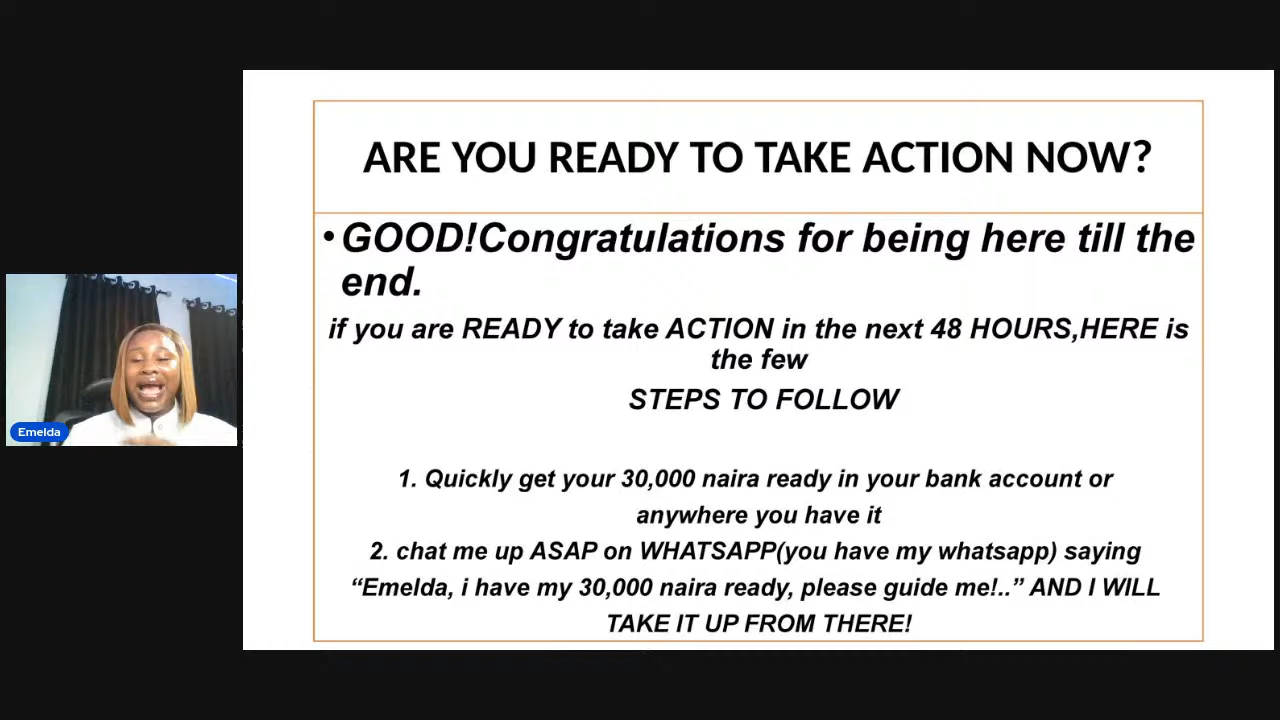 ARE YOU READY TO TAKE ACTION NOW?
• GOOD!Congratulations for being here till the
end.
if you are READY to take ACTION in the next 48 HOURS,HERE is
the few
STEPS TO FOLLOW
1. Quickly get your 30,000 naira ready in your bank account or
anywhere you have it
2. chat me up ASAP on WHATSAPP(you have my whatsapp) saying
“Emelda, i have my 30,000 naira ready, please guide me!..” AND I WILL
TAKE IT UP FROM THERE!
Emelda